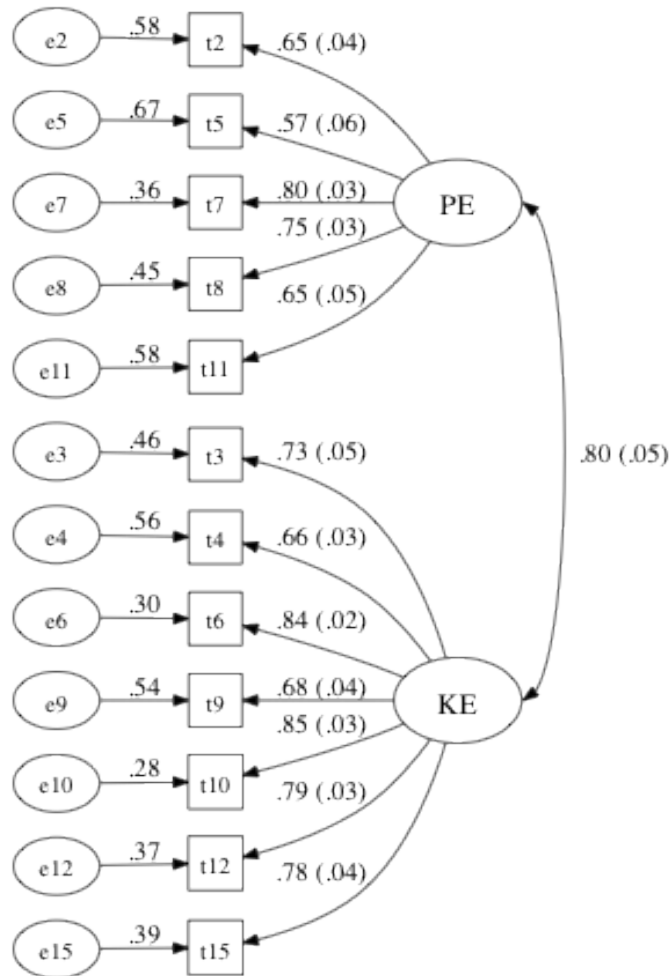 e2 .58 t2 .65 (.04)
e5 .67 t5 .57 (.06)
e7 .36 t7 .80 (.03) PE
.75 (.03)
e8 .45 t8
.65 (.05)
e11 .58 t11
e3 .46 t3 .73 (.05) .80 (.05)
e4 .56 t4 .66 (.03)
e6 .30 t6 .84 (.02)
e9 .54 t9 .68 (.04) KE
.85 (.03)
e10 .28 t10
.79 (.03)
e12 .37 t12
.78 (.04)
e15 .39 t15